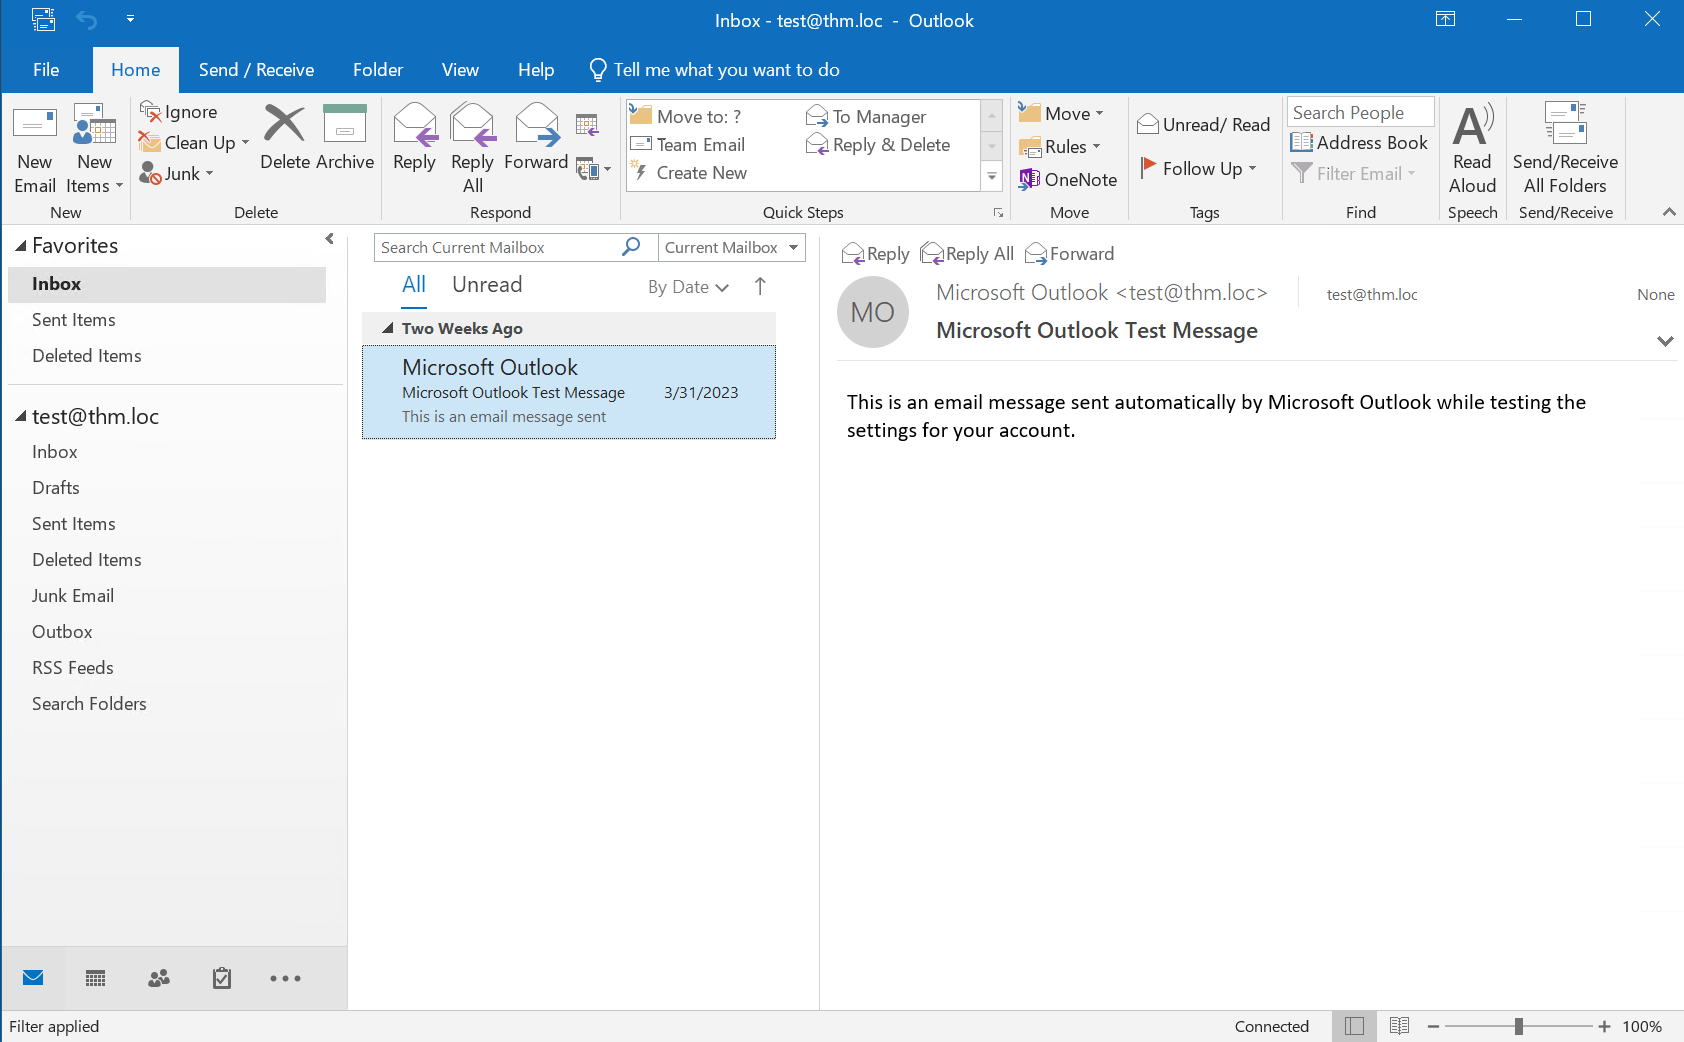 Inbox - test@thm.loc - Outlook
File Home Send / Receive Folder View Help Tell me what you want to do
New Email
New Items
New
Ignore
Clean Up
Junk
Delete
Archive
Delete
Reply
Reply All
Forward
Respond
Move to: ?
Team Email
Create New
To Manager
Reply & Delete
Quick Steps
Move
Rules
OneNote
Move
Unread/ Read
Follow Up
Tags
Search People
Address Book
Filter Email
Find
Read Aloud
Speech
Send/Receive All Folders
Send/Receive
Favorites
Inbox
Sent Items
Deleted Items
test@thm.loc
Inbox
Drafts
Sent Items
Deleted Items
Junk Email
Outbox
RSS Feeds
Search Folders
Search Current Mailbox
Current Mailbox
All Unread By Date
Two Weeks Ago
Microsoft Outlook
Microsoft Outlook Test Message 3/31/2023
This is an email message sent
Reply Reply All Forward
MO
Microsoft Outlook <test@thm.loc> test@thm.loc None
Microsoft Outlook Test Message
This is an email message sent automatically by Microsoft Outlook while testing the
settings for your account.
Filter applied
Connected
100%